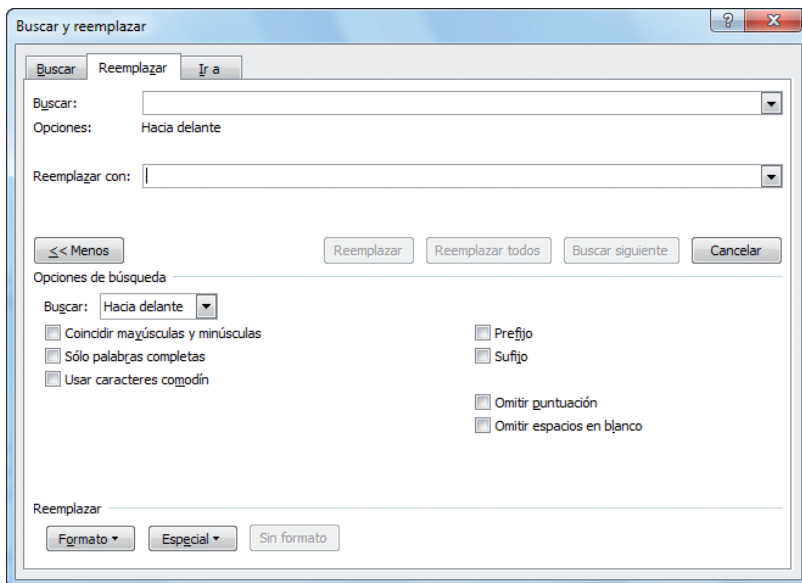 Buscar y reemplazar
Buscar Reemplazar Ir a
Buscar:
Opciones: Hacia delante
Reemplazar con:
<< Menos Reemplazar Reemplazar todos Buscar siguiente Cancelar
Opciones de búsqueda
Buscar: Hacia delante
Coincidir mayúsculas y minúsculas Prefijo
Sólo palabras completas Sufijo
Usar caracteres comodín
Omitir puntuación
Omitir espacios en blanco
Reemplazar
Formato Especial Sin formato